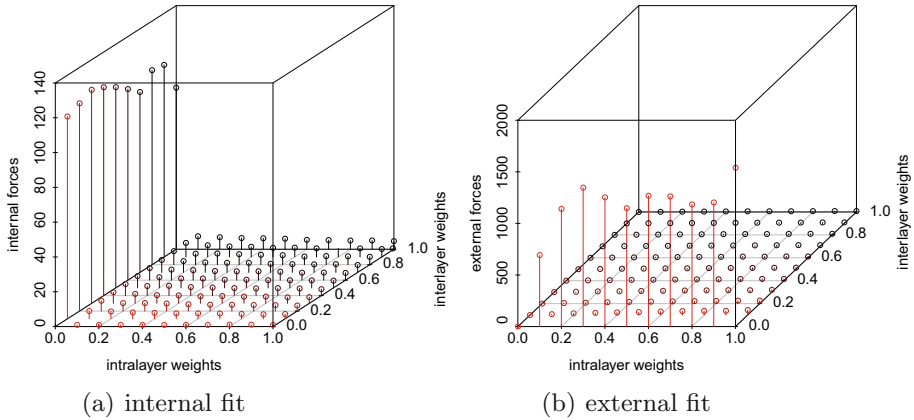 internal forces
140
120
100
80
60
40
20
0
0.0 0.2 0.4 0.6 0.8 1.0
intralayer weights
0.0
0.2
0.4
0.6
0.8
1.0
interlayer weights
(a) internal fit
external forces
2000
1500
1000
500
0
0.0 0.2 0.4 0.6 0.8 1.0
intralayer weights
0.0
0.2
0.4
0.6
0.8
1.0
interlayer weights
(b) external fit